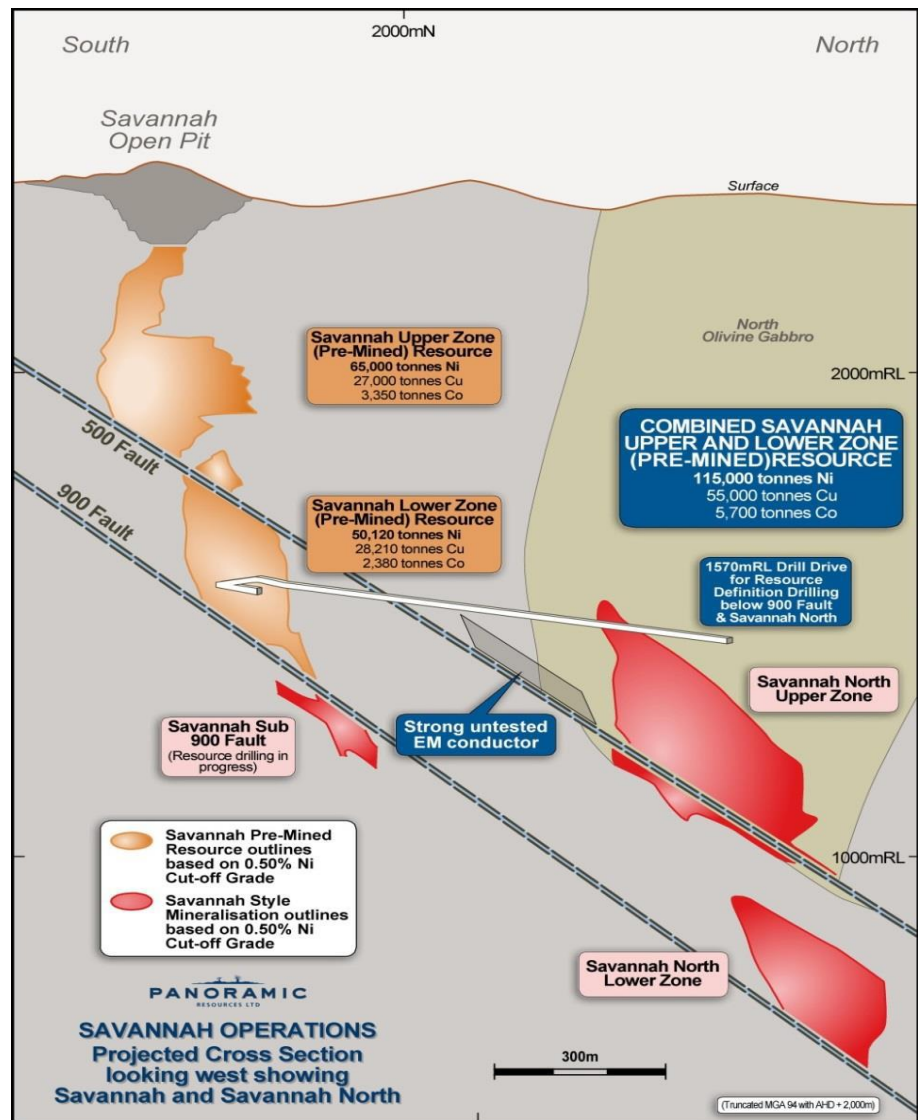 2000mN
South
North
Savannah
Open Pit
Surface
North
Olivine Gabbro
Savannah Upper Zone
(Pre-Mined) Resource
65,000 tonnes Ni
27,000 tonnes Cu
3,350 tonnes Co
2000mRL
COMBINED SAVANNAH
UPPER AND LOWER ZONE
(PRE-MINED)RESOURCE
115,000 tonnes Ni
55,000 tonnes Cu
5,700 tonnes Co
500 Fault
900 Fault
Savannah Lower Zone
(Pre-Mined) Resource
50,120 tonnes Ni
28,210 tonnes Cu
2,380 tonnes Co
1570mRL Drill Drive
for Resource
Definition Drilling
below 900 Fault
& Savannah North
Savannah North
Upper Zone
Savannah Sub
900 Fault
(Resource drilling in
progress)
Strong untested
EM conductor
Savannah Pre-Mined
Resource outlines
based on 0.50% Ni
Cut-off Grade
Savannah Style
Mineralisation outlines
based on 0.50% Ni
Cut-off Grade
1000mRL
Savannah North
Lower Zone
PANORAMIC
RESOURCES LTD
SAVANNAH OPERATIONS
Projected Cross Section
looking west showing
Savannah and Savannah North
300m
(Truncated MGA 94 with AHD + 2,000m)